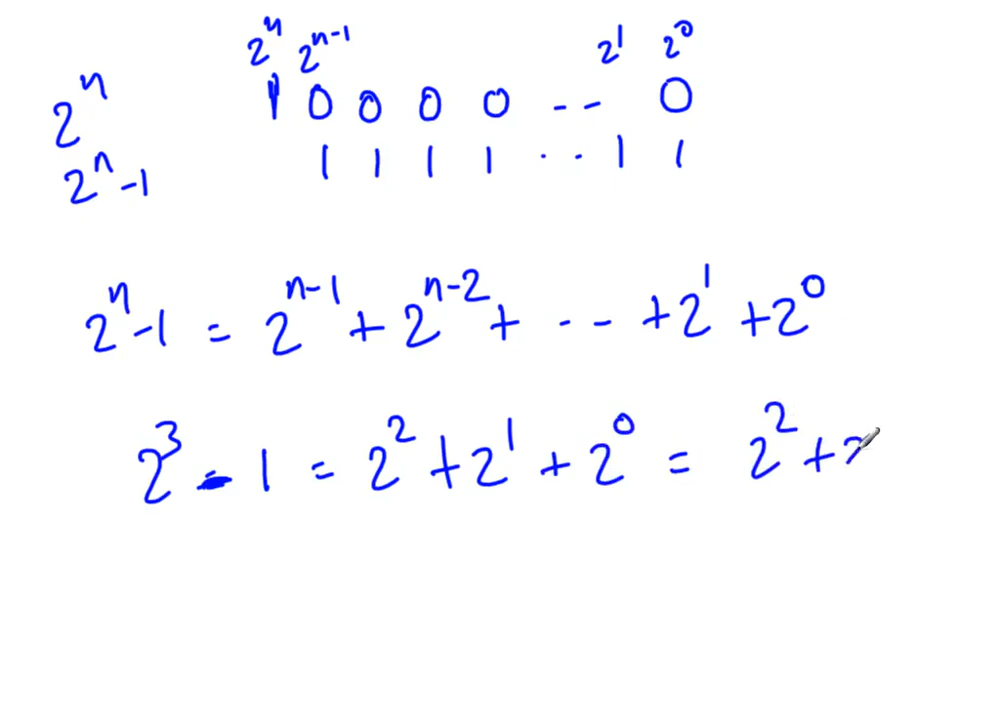 2^n 2^{n-1} 2^1 2^0
2^n 1 0 0 0 0 -- 0
2^n -1 1 1 1 1 .. 1 1
2^n -1 = 2^{n-1} + 2^{n-2} + -- +2^1 +2^0
2^3 - 1 = 2^2 +2^1 + 2^0 = 2^2 +